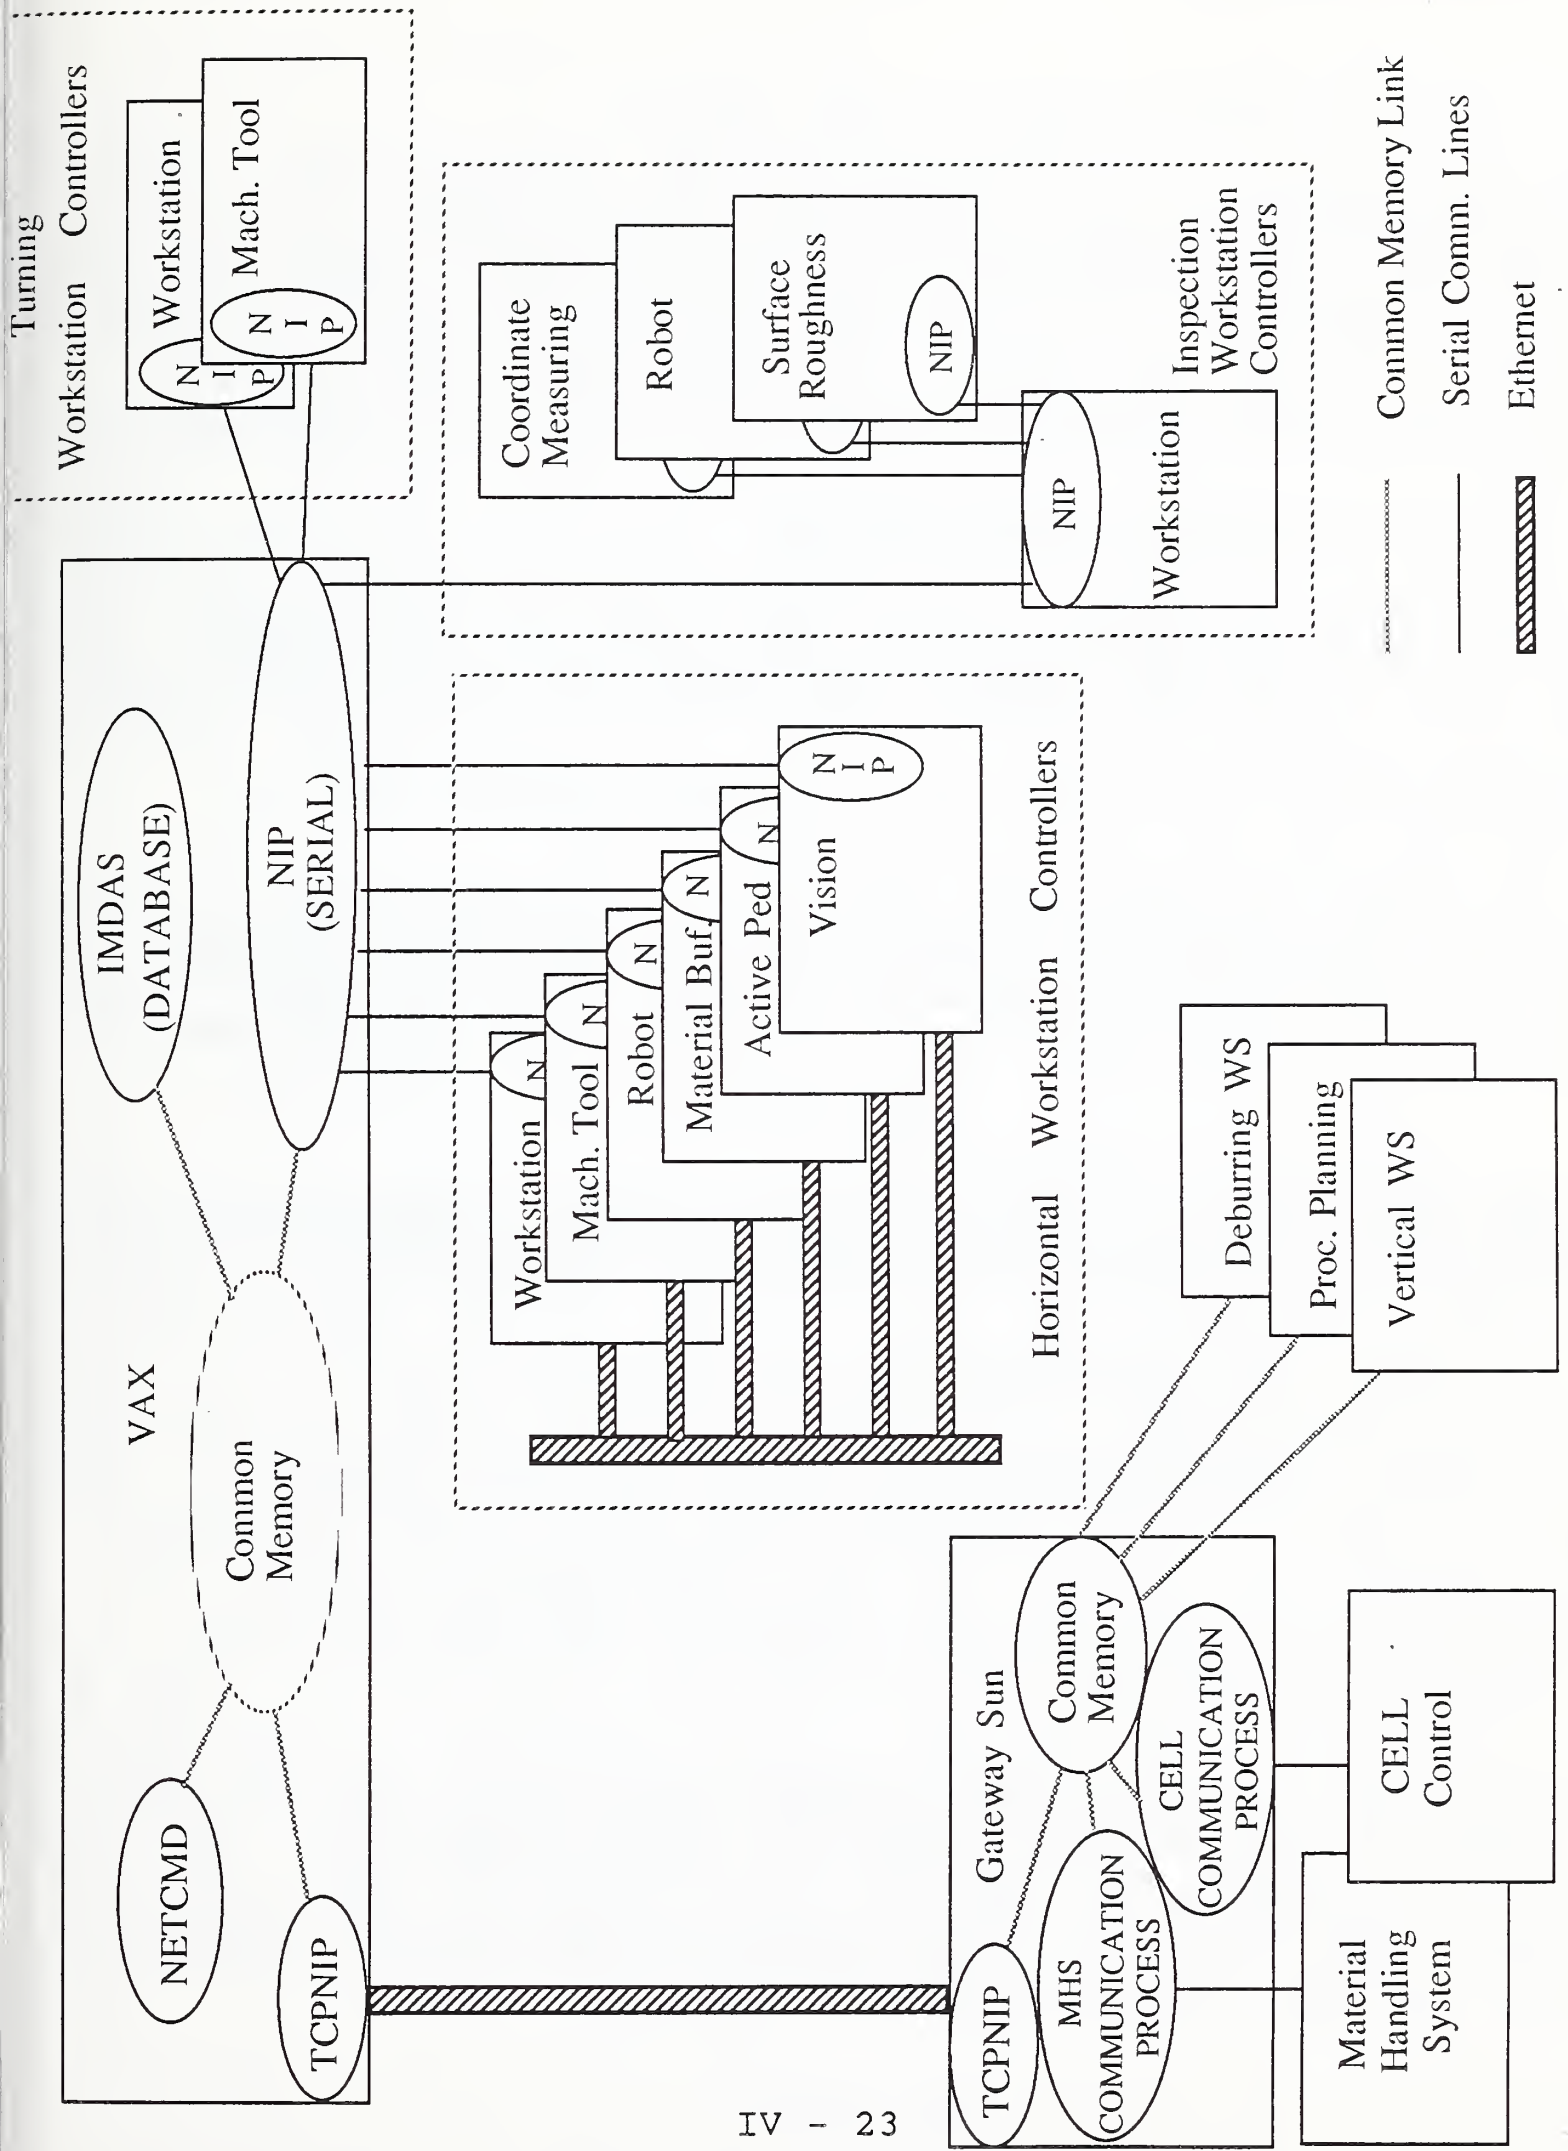 VAX
NETCMD
TCPNIP
Common
Memory
IMDAS
(DATABASE)
NIP
(SERIAL)
Turning
Workstation Controllers
Workstation
N
I
P
Mach. Tool
N
I
P
Workstation
N
Mach. Tool
N
Robot
N
Material Buf.
N
Active Ped
N
Vision
N
I
P
Horizontal Workstation Controllers
Coordinate
Measuring
Robot
Surface
Roughness
NIP
NIP
Workstation
Inspection
Workstation
Controllers
Gateway Sun
TCPNIP
MHS
COMMUNICATION
PROCESS
Common
Memory
CELL
COMMUNICATION
PROCESS
Material
Handling
System
CELL
Control
Deburring WS
Proc. Planning
Vertical WS
Common Memory Link
Serial Comm. Lines
Ethernet
IV - 23